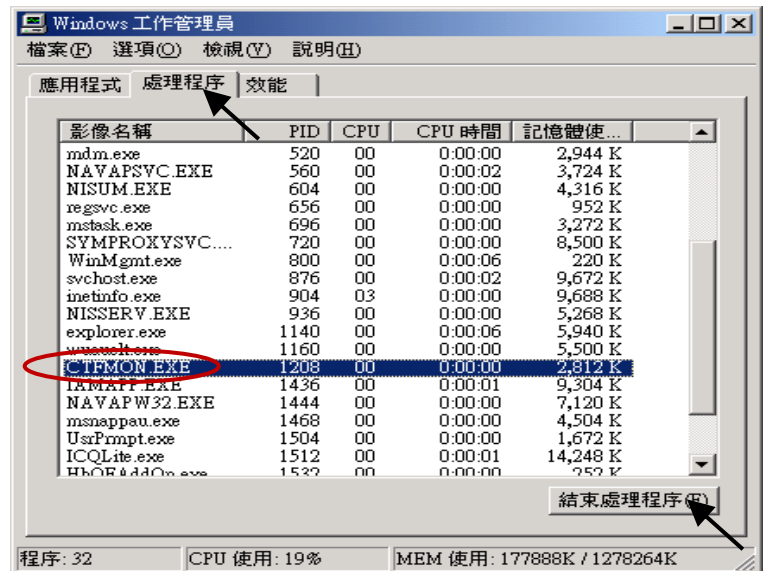 Windows 工作管理員
檔案(F) 選項(O) 檢視(V) 說明(H)
應用程式 處理程序 效能
影像名稱 PID CPU CPU 時間 記憶體使...
mdm.exe 520 00 0:00:00 2,944 K
NAVAPSVC.EXE 560 00 0:00:02 3,724 K
NISUM.EXE 604 00 0:00:00 4,316 K
regsvc.exe 656 00 0:00:00 952 K
mstask.exe 696 00 0:00:00 3,272 K
SYMPROXYSVC.... 720 00 0:00:00 8,500 K
WinMgmt.exe 800 00 0:00:06 220 K
svchost.exe 876 00 0:00:02 9,672 K
inetinfo.exe 904 03 0:00:00 9,688 K
NISSERV.EXE 936 00 0:00:00 5,268 K
explorer.exe 1140 00 0:00:06 5,940 K
wuauclt.exe 1160 00 0:00:00 5,500 K
CTFMON.EXE 1208 00 0:00:00 2,812 K
IAMAPP.EXE 1436 00 0:00:01 9,304 K
NAVAPW32.EXE 1444 00 0:00:00 7,120 K
msnappau.exe 1468 00 0:00:00 4,504 K
UsrPrmpt.exe 1504 00 0:00:00 1,672 K
ICQLite.exe 1512 00 0:00:01 14,248 K
HbOEAddOn.exe 1532 00 0:00:00 252 K
結束處理程序(E)
程序: 32 CPU 使用: 19% MEM 使用: 177888K / 1278264K